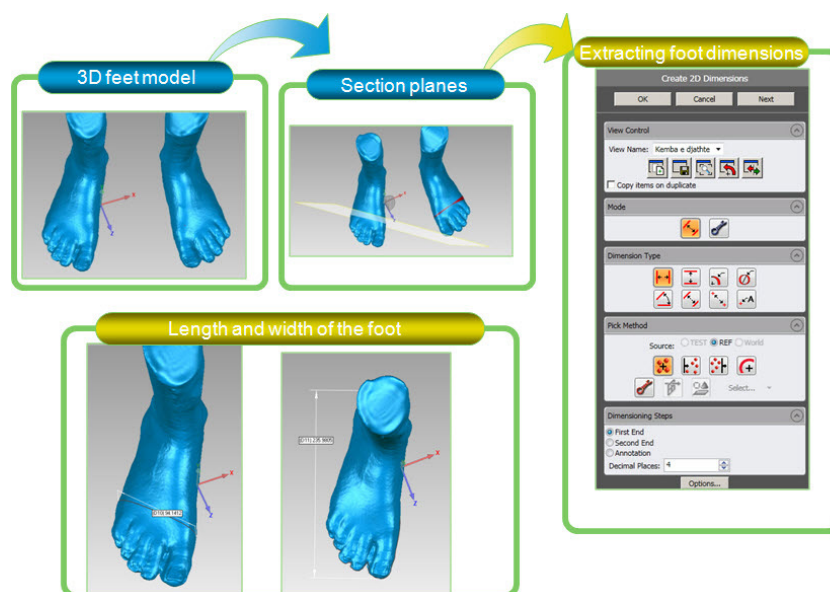 3D feet model
Section planes
Extracting foot dimensions
Create 2D Dimensions
OK Cancel Next
View Control
View Name: Kemba e djathte
Copy items on duplicate
Mode
Dimension Type
A
Pick Method
Source: TEST REF World
Select...
Dimensioning Steps
First End
Second End
Annotation
Decimal Places: 4
Options...
Length and width of the foot
X
Z